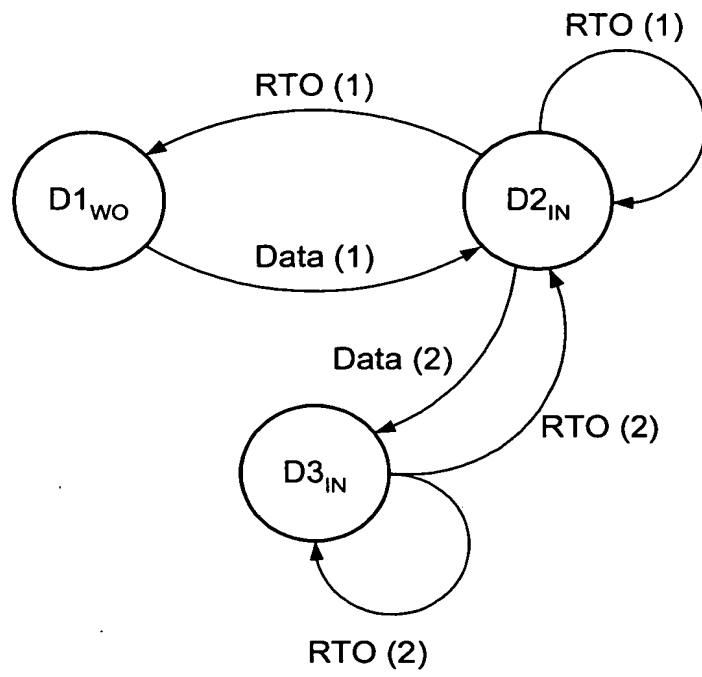 RTO (1)
RTO (1)
D1WO
D2IN
Data (1)
Data (2)
RTO (2)
D3IN
RTO (2)